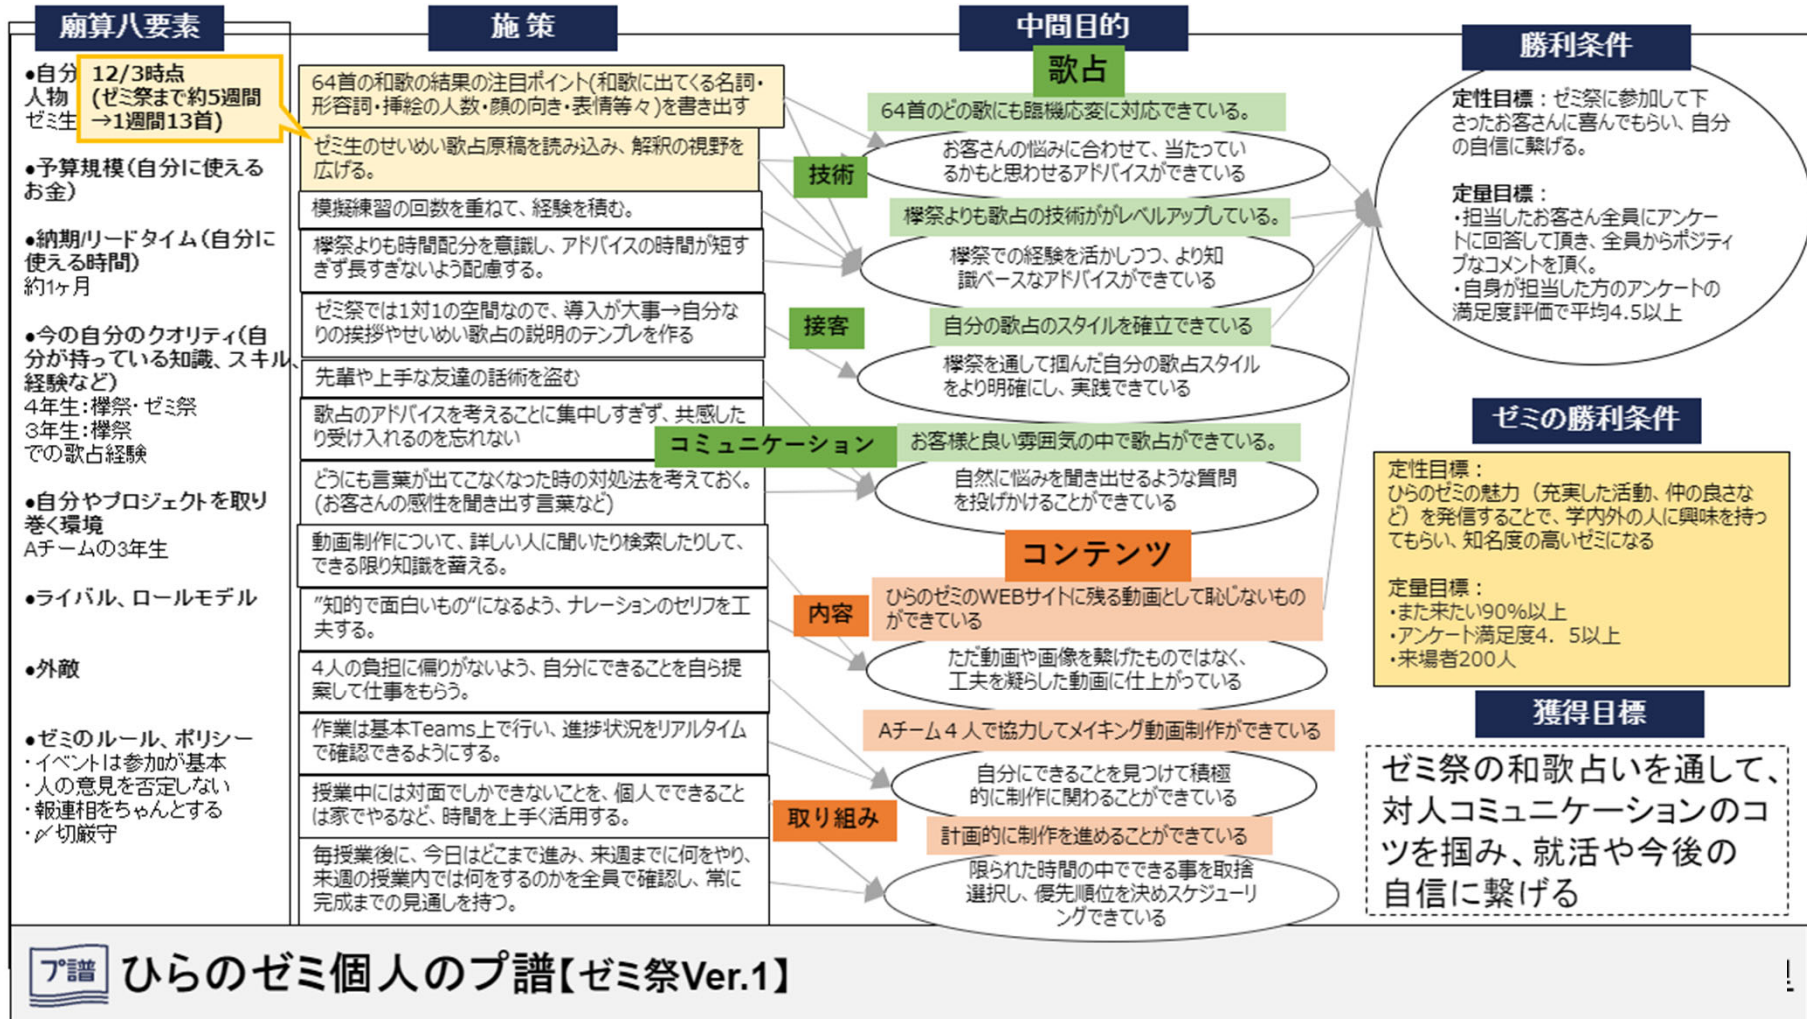 廟算八要素
●自分
人物
ゼミ生
12/3時点
(ゼミ祭まで約5週間
→1週間13首)
●予算規模(自分に使える
お金)
●納期/リードタイム(自分に
使える時間)
約1ヶ月
●今の自分のクオリティ(自
分が持っている知識、スキル、
経験など)
4年生:欅祭・ゼミ祭
3年生:欅祭
での歌占経験
●自分やプロジェクトを取り
巻く環境
Aチームの3年生
●ライバル、ロールモデル
●外敵
●ゼミのルール、ポリシー
・イベントは参加が基本
・人の意見を否定しない
・報連相をちゃんとする
・〆切厳守
施策
64首の和歌の結果の注目ポイント(和歌に出てくる名詞・
形容詞・挿絵の人数・顔の向き・表情等々)を書き出す
ゼミ生のせいめい歌占原稿を読み込み、解釈の視野を
広げる。
模擬練習の回数を重ねて、経験を積む。
欅祭よりも時間配分を意識し、アドバイスの時間が短す
ぎず長すぎないよう配慮する。
ゼミ祭では1対1の空間なので、導入が大事→自分な
りの挨拶やせいめい歌占の説明のテンプレを作る
先輩や上手な友達の話術を盗む
歌占のアドバイスを考えることに集中しすぎず、共感した
り受け入れるのを忘れない
どうにも言葉が出てこなくなった時の対処法を考えておく。
(お客さんの感性を聞き出す言葉など)
動画制作について、詳しい人に聞いたり検索したりして、
できる限り知識を蓄える。
”知的で面白いもの“になるよう、ナレーションのセリフを工
夫する。
4人の負担に偏りがないよう、自分にできることを自ら提
案して仕事をもらう。
作業は基本Teams上で行い、進捗状況をリアルタイム
で確認できるようにする。
授業中には対面でしかできないことを、個人でできること
は家でやるなど、時間を上手く活用する。
毎授業後に、今日はどこまで進み、来週までに何をやり、
来週の授業内では何をするのかを全員で確認し、常に
完成までの見通しを持つ。
中間目的
歌占
64首のどの歌にも臨機応変に対応できている。
お客さんの悩みに合わせて、当たってい
るかもと思わせるアドバイスができている
技術
欅祭よりも歌占の技術ががレベルアップしている。
欅祭での経験を活かしつつ、より知
識ベースなアドバイスができている
接客
自分の歌占のスタイルを確立できている
欅祭を通して掴んだ自分の歌占スタイル
をより明確にし、実践できている
コミュニケーション
お客様と良い雰囲気の中で歌占ができている。
自然に悩みを聞き出せるような質問
を投げかけることができている
コンテンツ
内容
ひらのゼミのWEBサイトに残る動画として恥じないもの
ができている
ただ動画や画像を繋げたものではなく、
工夫を凝らした動画に仕上がっている
Aチーム4人で協力してメイキング動画制作ができている
自分にできることを見つけて積極
的に制作に関わることができている
取り組み
計画的に制作を進めることができている
限られた時間の中でできる事を取捨
選択し、優先順位を決めスケジューリ
ングできている
勝利条件
定性目標：ゼミ祭に参加して下
さったお客さんに喜んでもらい、自分
の自信に繋げる。
定量目標：
・担当したお客さん全員にアンケー
トに回答して頂き、全員からポジティ
ブなコメントを頂く。
・自身が担当した方のアンケートの
満足度評価で平均4.5以上
ゼミの勝利条件
定性目標：
ひらのゼミの魅力（充実した活動、仲の良さな
ど）を発信することで、学内外の人に興味を持っ
てもらい、知名度の高いゼミになる
定量目標：
・また来たい90%以上
・アンケート満足度4．5以上
・来場者200人
獲得目標
ゼミ祭の和歌占いを通して、
対人コミュニケーションのコ
ツを掴み、就活や今後の
自信に繋げる
プ譜
ひらのゼミ個人のプ譜【ゼミ祭Ver.1】